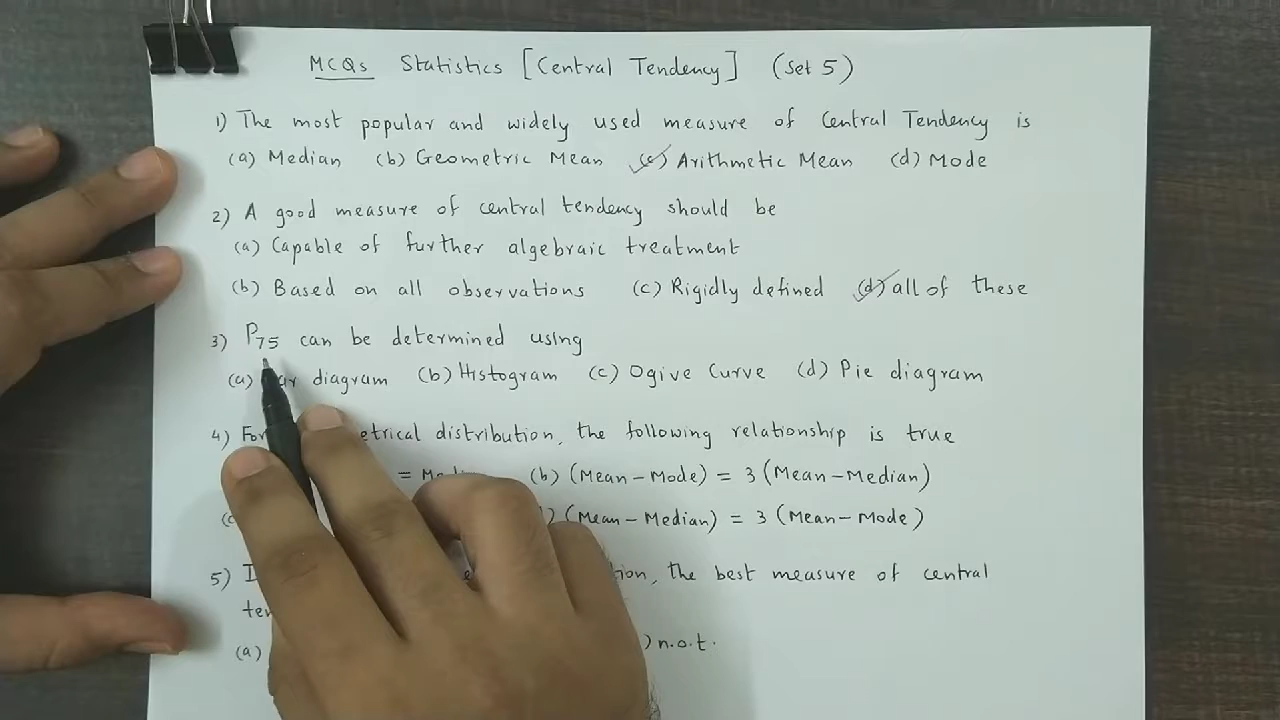 MCQs Statistics [Central Tendency] (Set 5)
1) The most popular and widely used measure of Central Tendency is
(a) Median (b) Geometric Mean (c) Arithmetic Mean (d) Mode
2) A good measure of central tendency should be
(a) Capable of further algebraic treatment
(b) Based on all observations (c) Rigidly defined (d) all of these
3) P75 can be determined using
(a) diagram (b) Histogram (c) Ogive Curve (d) Pie diagram
4) For distribution, the following relationship is true
= (b) (Mean - Mode) = 3 (Mean - Median)
(Mean - Median) = 3 (Mean - Mode)
5) the best measure of central
(a) n.o.t.